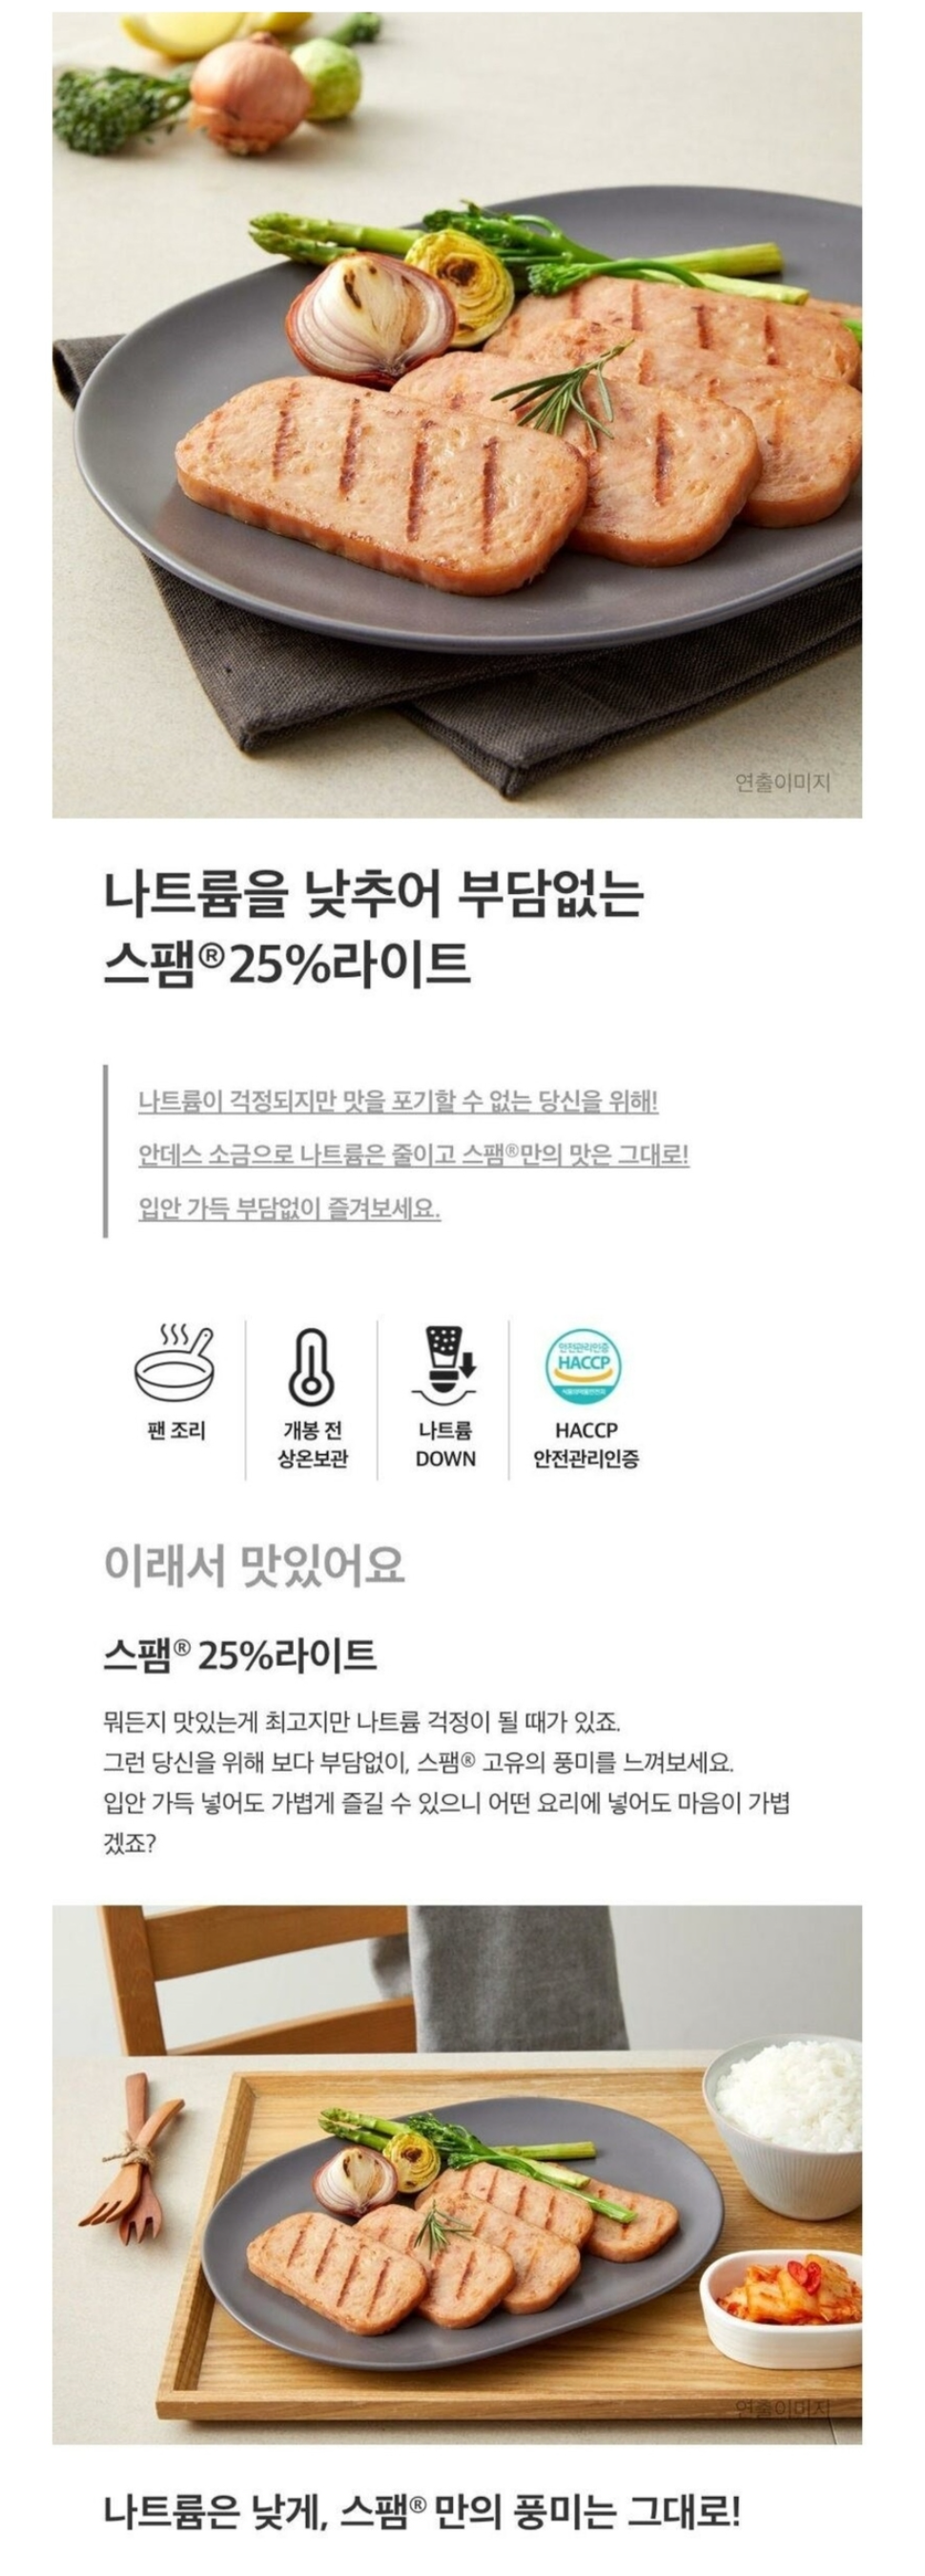 연출이미지
나트륨을 낮추어 부담없는
스팸®25%라이트
나트륨이 걱정되지만 맛을 포기할 수 없는 당신을 위해!
안데스 소금으로 나트륨은 줄이고 스팸®만의 맛은 그대로!
입안 가득 부담없이 즐겨보세요.
팬 조리
개봉 전
상온보관
나트륨
DOWN
안전관리인증
HACCP
HACCP
안전관리인증
이래서 맛있어요
스팸® 25%라이트
뭐든지 맛있는게 최고지만 나트륨 걱정이 될 때가 있죠.
그런 당신을 위해 보다 부담없이, 스팸® 고유의 풍미를 느껴보세요.
입안 가득 넣어도 가볍게 즐길 수 있으니 어떤 요리에 넣어도 마음이 가볍
겠죠?
연출이미지
나트륨은 낮게, 스팸® 만의 풍미는 그대로!